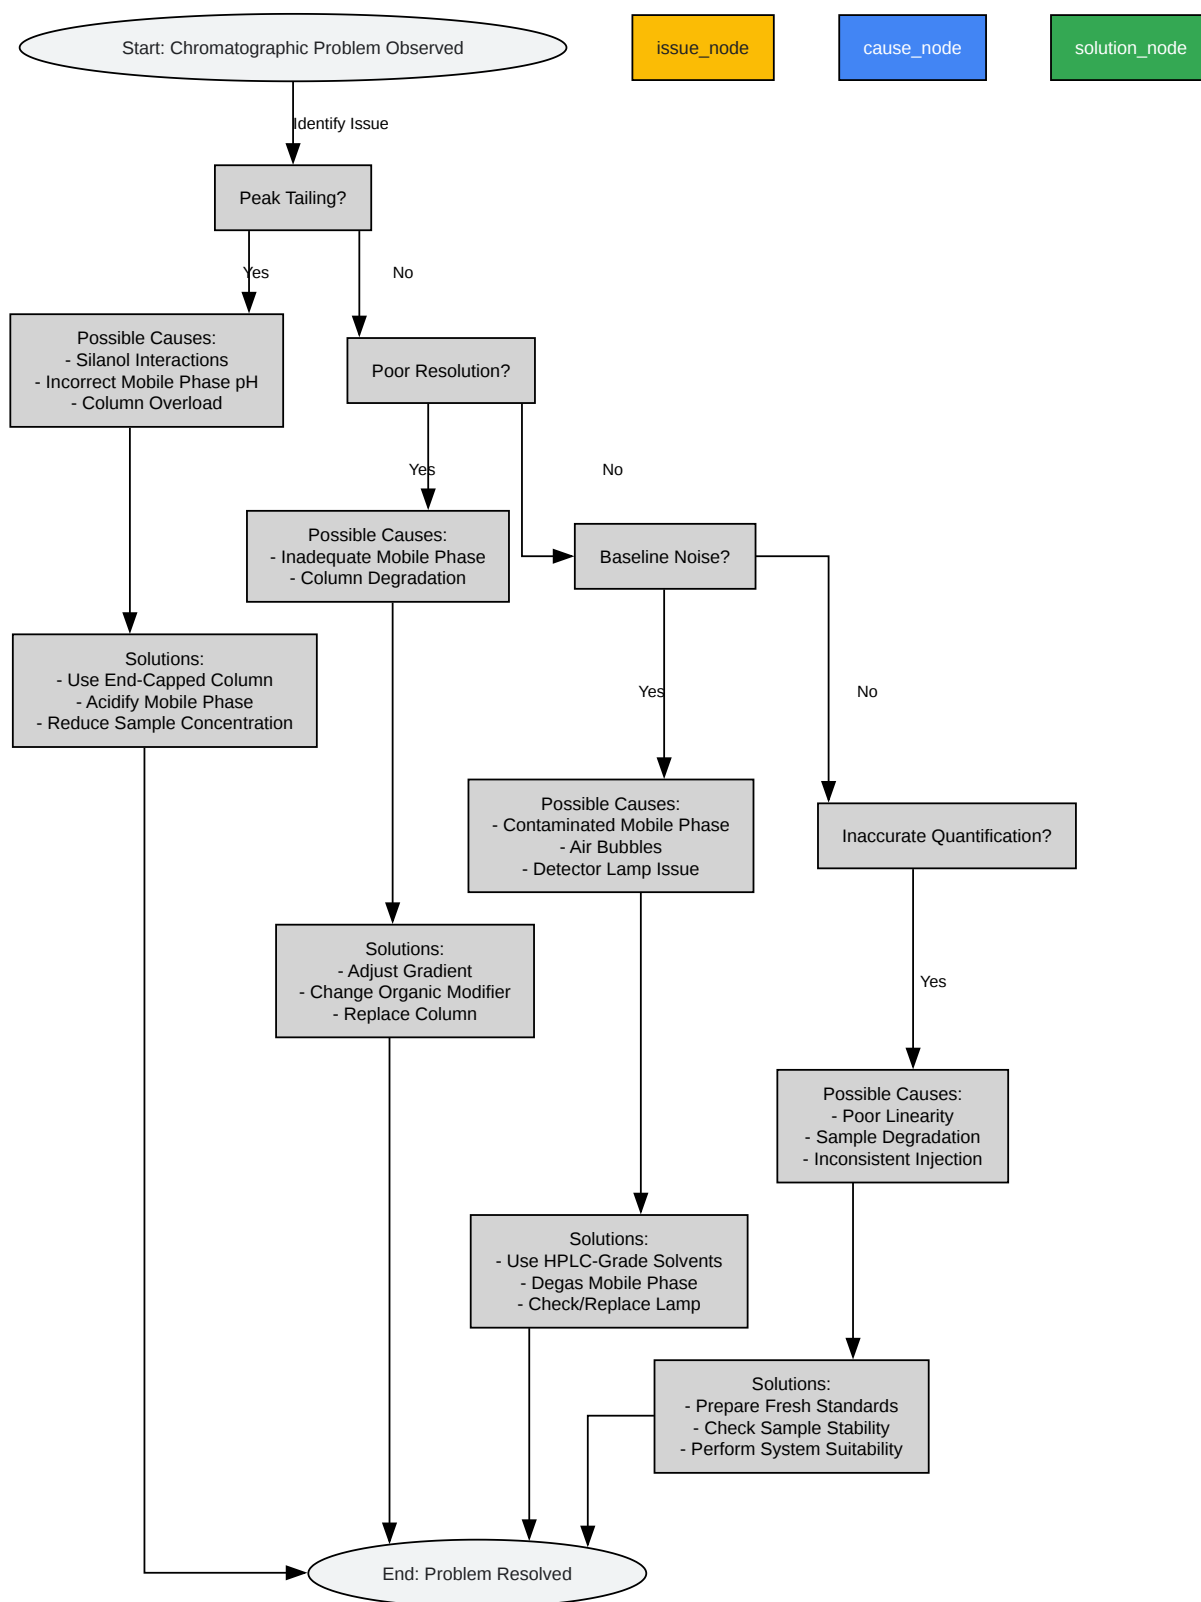 Start: Chromatographic Problem Observed
issue_node
cause_node
solution_node
Identify Issue
Peak Tailing?
Yes
No
Possible Causes:
- Silanol Interactions
- Incorrect Mobile Phase pH
- Column Overload
Poor Resolution?
Yes
No
Possible Causes:
- Inadequate Mobile Phase
- Column Degradation
Baseline Noise?
Solutions:
- Use End-Capped Column
- Acidify Mobile Phase
- Reduce Sample Concentration
Yes
No
Possible Causes:
- Contaminated Mobile Phase
- Air Bubbles
- Detector Lamp Issue
Inaccurate Quantification?
Solutions:
- Adjust Gradient
- Change Organic Modifier
- Replace Column
Yes
Possible Causes:
- Poor Linearity
- Sample Degradation
- Inconsistent Injection
Solutions:
- Use HPLC-Grade Solvents
- Degas Mobile Phase
- Check/Replace Lamp
Solutions:
- Prepare Fresh Standards
- Check Sample Stability
- Perform System Suitability
End: Problem Resolved